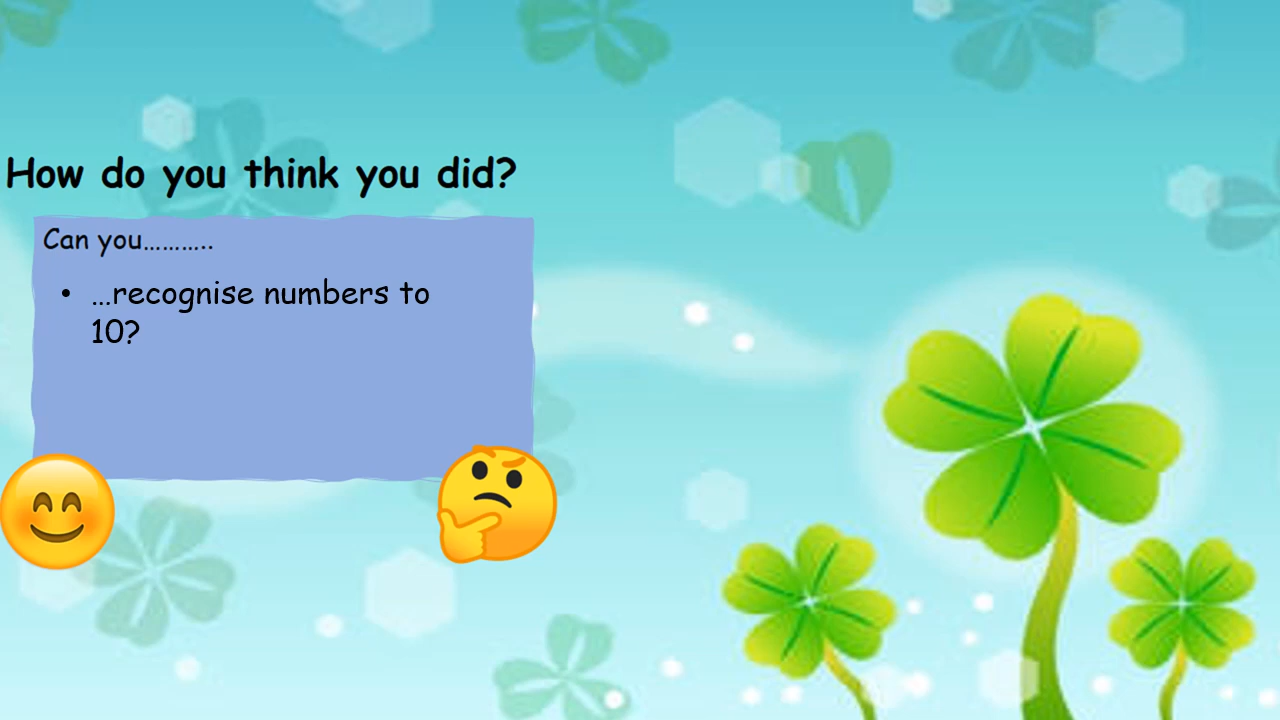 How do you think you did?
Can you………..
• …recognise numbers to
10?